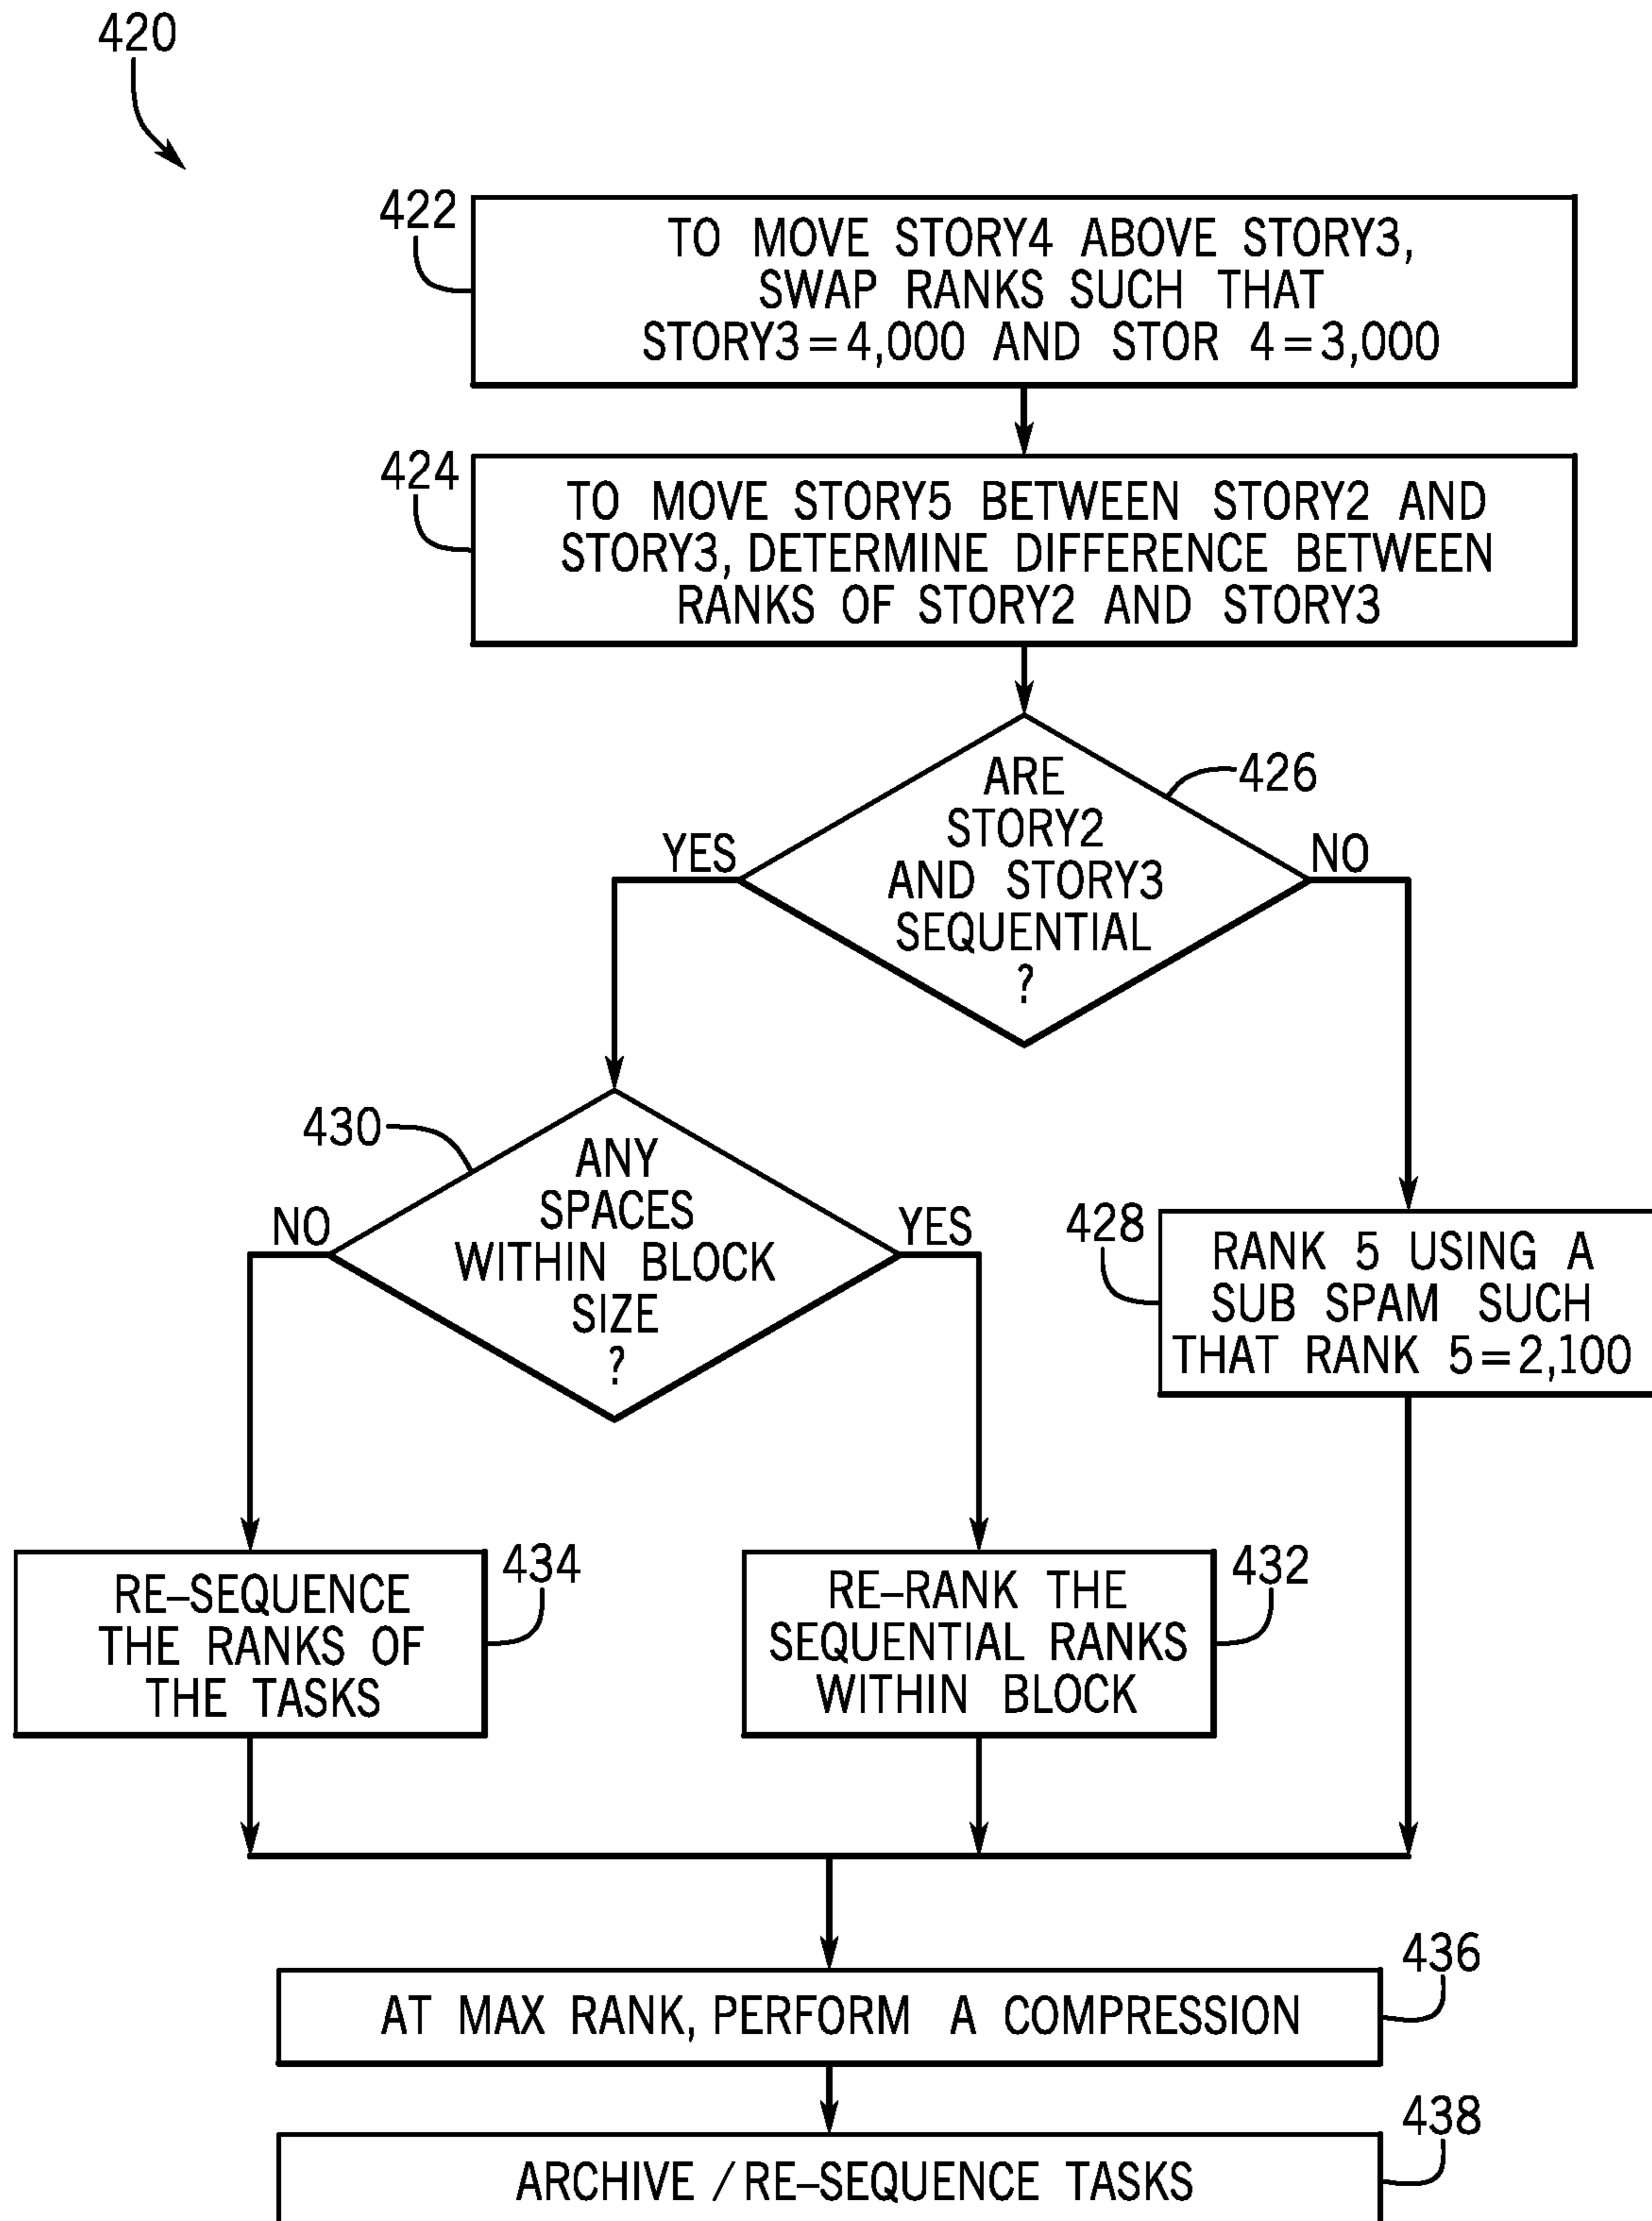 420
422
TO MOVE STORY4 ABOVE STORY3,
SWAP RANKS SUCH THAT
STORY3=4,000 AND STOR 4=3,000
424
TO MOVE STORY5 BETWEEN STORY2 AND
STORY3, DETERMINE DIFFERENCE BETWEEN
RANKS OF STORY2 AND STORY3
426
ARE
STORY2
AND STORY3
SEQUENTIAL
?
YES
NO
430
ANY
SPACES
WITHIN BLOCK
SIZE
?
NO
YES
428
RANK 5 USING A
SUB SPAM SUCH
THAT RANK 5=2,100
434
RE-SEQUENCE
THE RANKS OF
THE TASKS
432
RE-RANK THE
SEQUENTIAL RANKS
WITHIN BLOCK
436
AT MAX RANK, PERFORM A COMPRESSION
438
ARCHIVE / RE-SEQUENCE TASKS